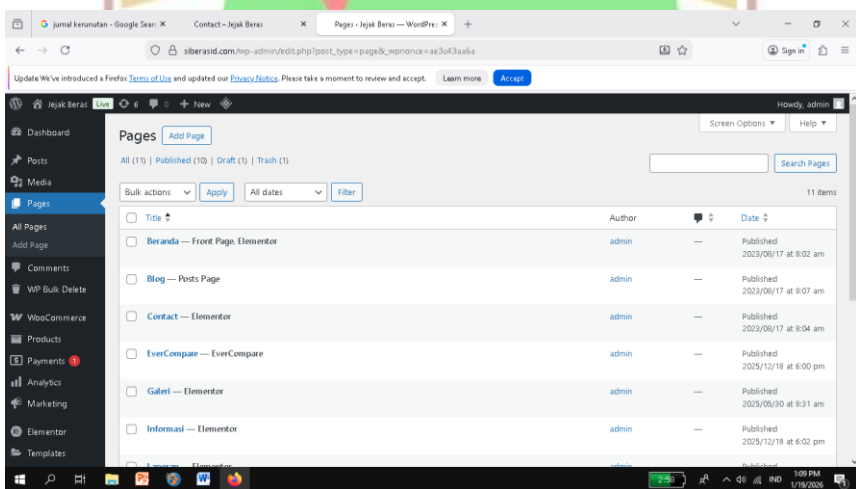 jurnal kerunutan - Google Searc
Contact – Jejak Beras
Pages ‹ Jejak Beras — WordPres
siberasid.com/wp-admin/edit.php?post_type=page&_wpnonce=ae3c43aa6a
Sign in
Update We've introduced a Firefox Terms of Use and updated our Privacy Notice. Please take a moment to review and accept. Learn more Accept
Jejak Beras Live 6 0 + New
Howdy, admin
Screen Options Help
Dashboard
Posts
Media
Pages
All Pages
Add Page
Comments
WP Bulk Delete
WooCommerce
Products
Payments 1
Analytics
Marketing
Elementor
Templates
Pages Add Page
All (11) | Published (10) | Draft (1) | Trash (1)
Search Pages
Bulk actions Apply All dates Filter
11 items
Title Author Date
Beranda — Front Page, Elementor admin — Published
2023/08/17 at 8:02 am
Blog — Posts Page admin — Published
2023/08/17 at 8:07 am
Contact — Elementor admin — Published
2023/08/17 at 8:04 am
EverCompare — EverCompare admin — Published
2025/12/18 at 6:00 pm
Galeri — Elementor admin — Published
2025/05/30 at 8:31 am
Informasi — Elementor admin — Published
2025/12/18 at 6:02 pm
Laporan — Elementor admin — Published
2:58
IND
1:09 PM
1/19/2026